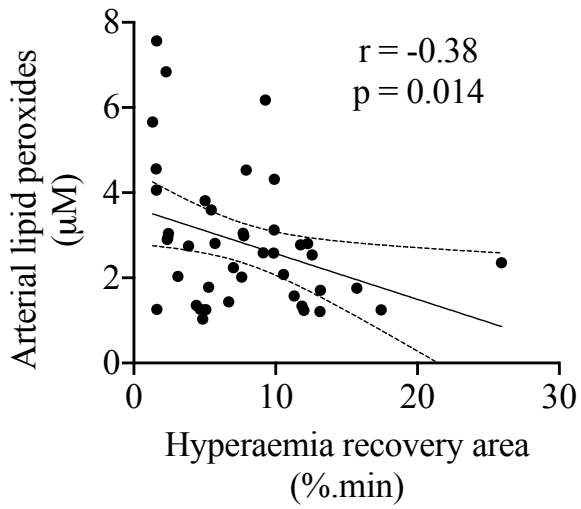 8
r = -0.38
p = 0.014
6
4
2
0
Arterial lipid peroxides
(μM)
0 10 20 30
Hyperaemia recovery area
(%.min)